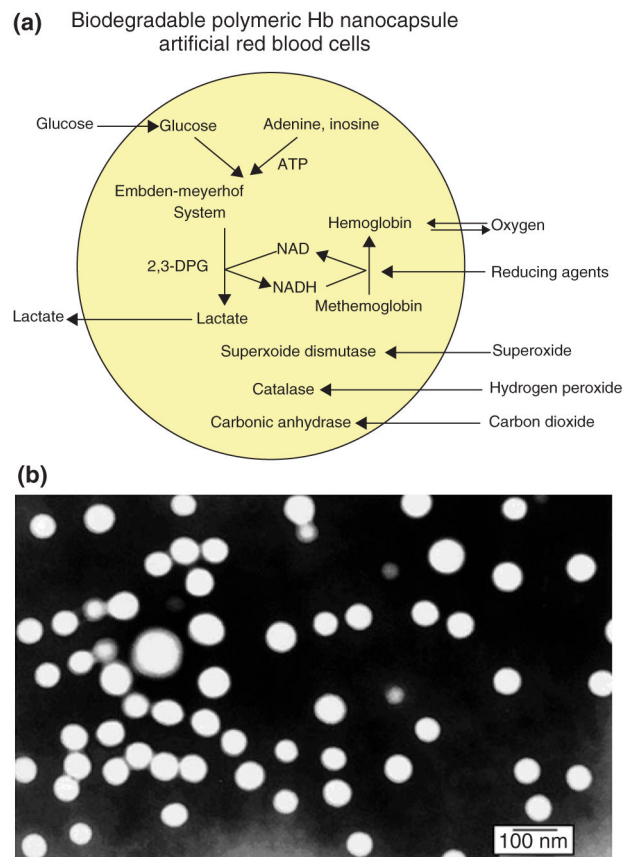 (a) Biodegradable polymeric Hb nanocapsule
artificial red blood cells
Glucose Glucose Adenine, inosine
ATP
Embden-meyerhof
System
Hemoglobin Oxygen
NAD
2,3-DPG Reducing agents
NADH
Methemoglobin
Lactate Lactate
Superxoide dismutase Superoxide
Catalase Hydrogen peroxide
Carbonic anhydrase Carbon dioxide
(b)
100 nm